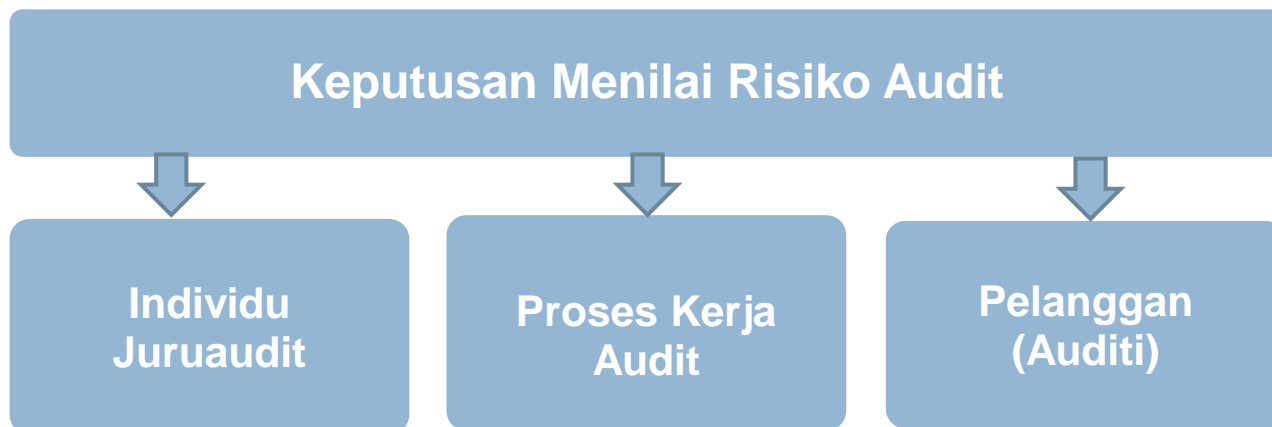 Keputusan Menilai Risiko Audit
Individu
Juruaudit
Proses Kerja
Audit
Pelanggan
(Auditi)